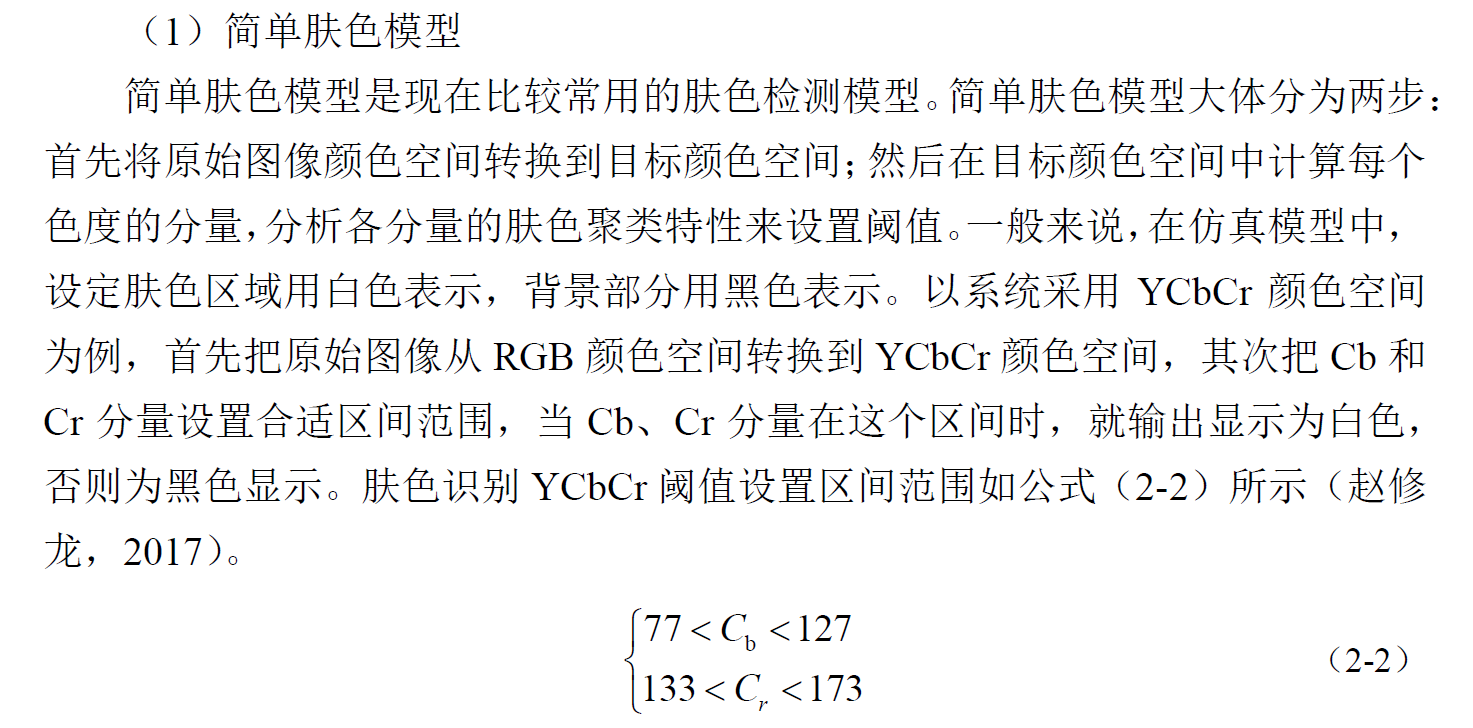 （1）简单肤色模型
简单肤色模型是现在比较常用的肤色检测模型。简单肤色模型大体分为两步：
首先将原始图像颜色空间转换到目标颜色空间；然后在目标颜色空间中计算每个
色度的分量，分析各分量的肤色聚类特性来设置阈值。一般来说，在仿真模型中，
设定肤色区域用白色表示，背景部分用黑色表示。以系统采用 YCbCr 颜色空间
为例，首先把原始图像从 RGB 颜色空间转换到 YCbCr 颜色空间，其次把 Cb 和
Cr 分量设置合适区间范围，当 Cb、Cr 分量在这个区间时，就输出显示为白色，
否则为黑色显示。肤色识别 YCbCr 阈值设置区间范围如公式（2-2）所示（赵修
龙，2017）。
77 < C_b < 127
133 < C_r < 173
（2-2）